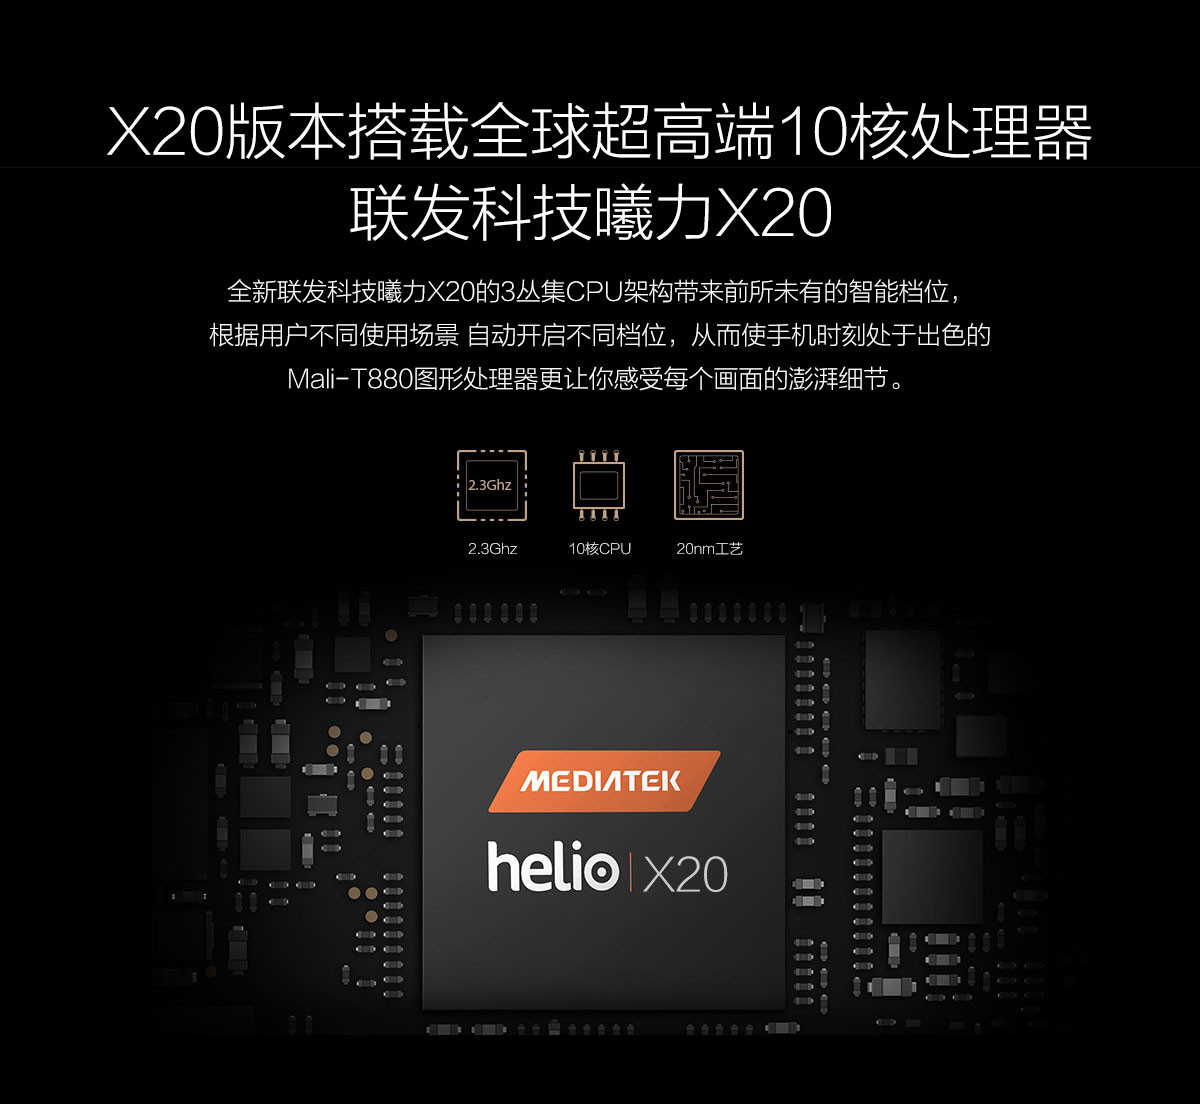 X20版本搭载全球超高端10核处理器
联发科技曦力X20
全新联发科技曦力X20的3丛集CPU架构带来前所未有的智能档位，
根据用户不同使用场景 自动开启不同档位，从而使手机时刻处于出色的
Mali-T880图形处理器更让你感受每个画面的澎湃细节。
2.3Ghz
2.3Ghz
10核CPU
20nm工艺
MEDIATEK
helio X20